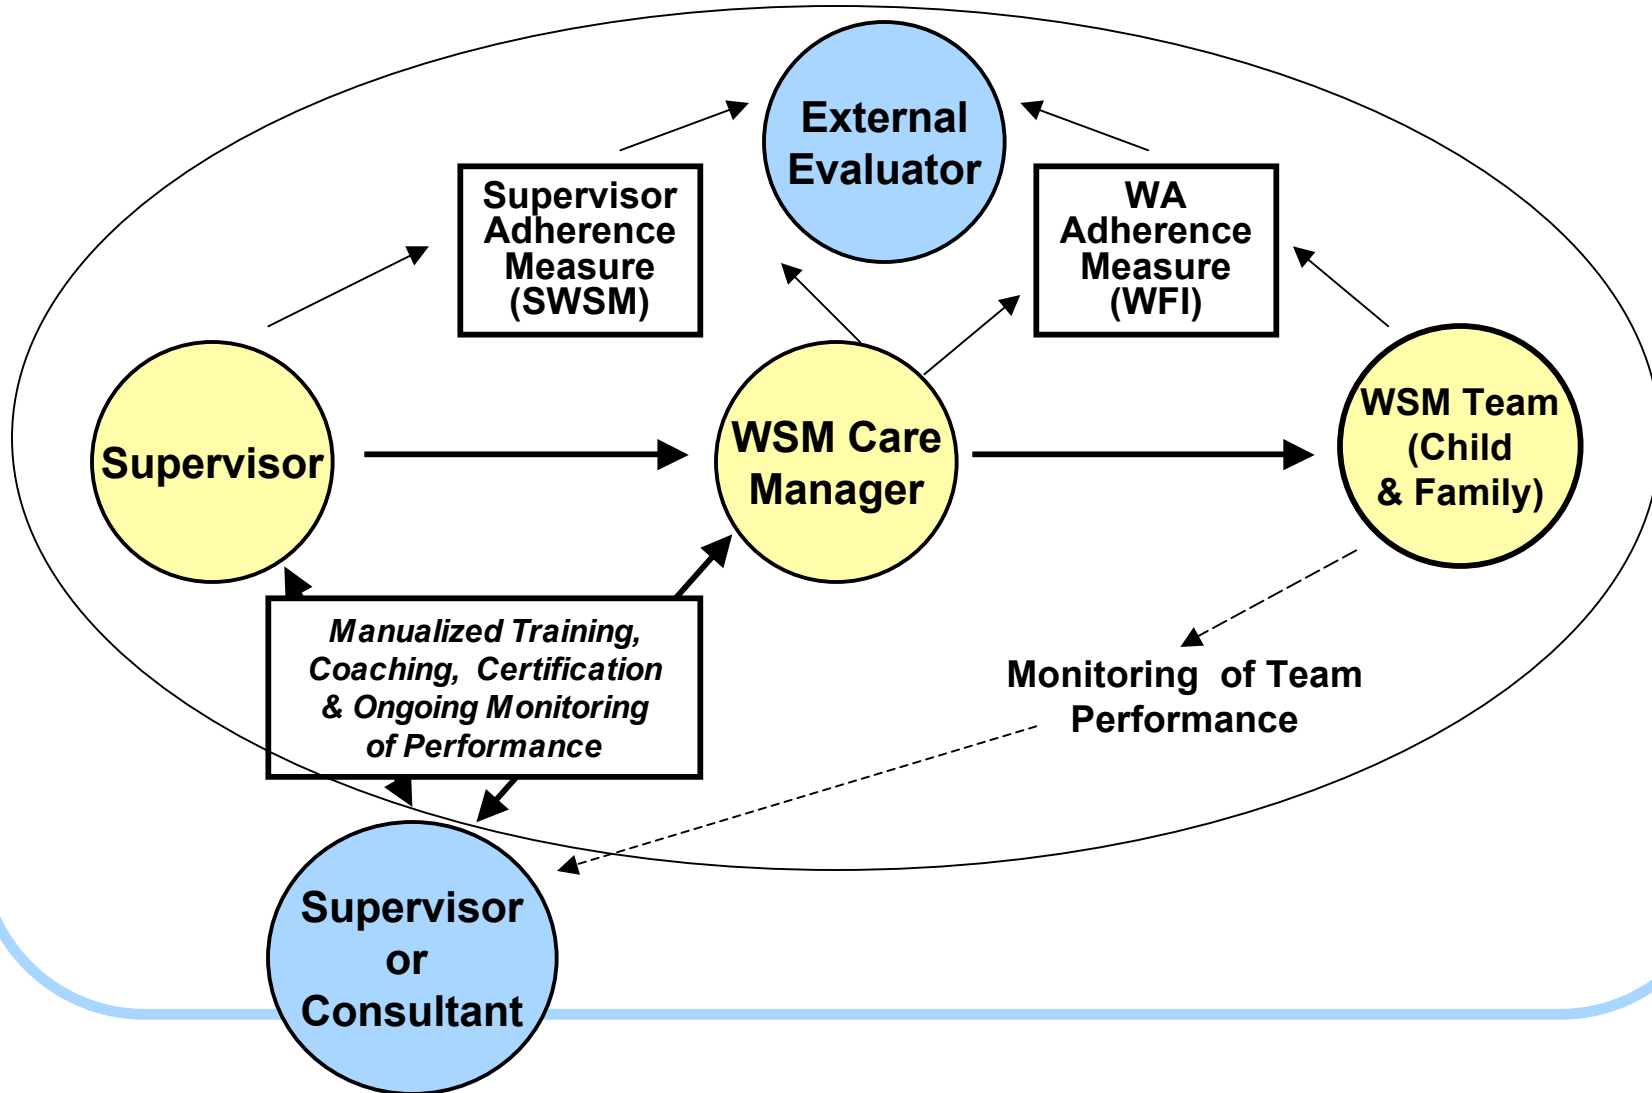 External
Evaluator
Supervisor
Adherence
Measure
(SWSM)
WA
Adherence
Measure
(WFI)
Supervisor
WSM Care
Manager
WSM Team
(Child
& Family)
Manualized Training,
Coaching, Certification
& Ongoing Monitoring
of Performance
Monitoring of Team
Performance
Supervisor
or
Consultant